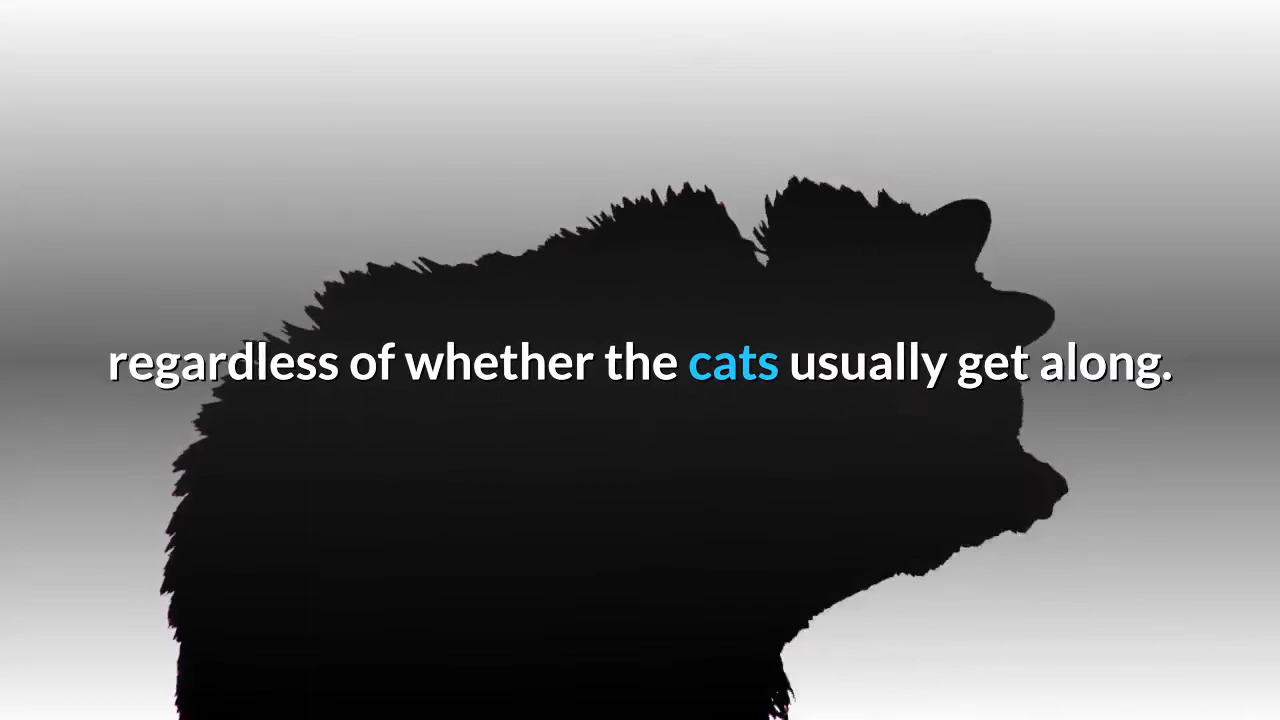 regardless of whether the cats usually get along.